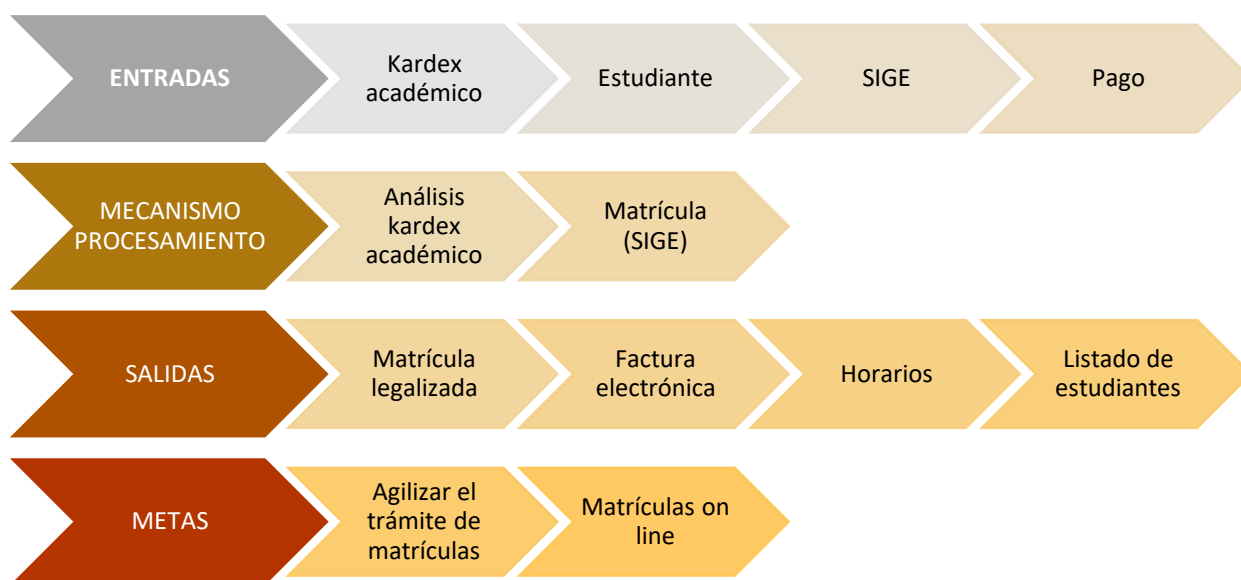 ENTRADAS
Kardex
académico
Estudiante
SIGE
Pago
MECANISMO
PROCESAMIENTO
Análisis
kardex
académico
Matrícula
(SIGE)
SALIDAS
Matrícula
legalizada
Factura
electrónica
Horarios
Listado de
estudiantes
METAS
Agilizar el
trámite de
matrículas
Matrículas on
line